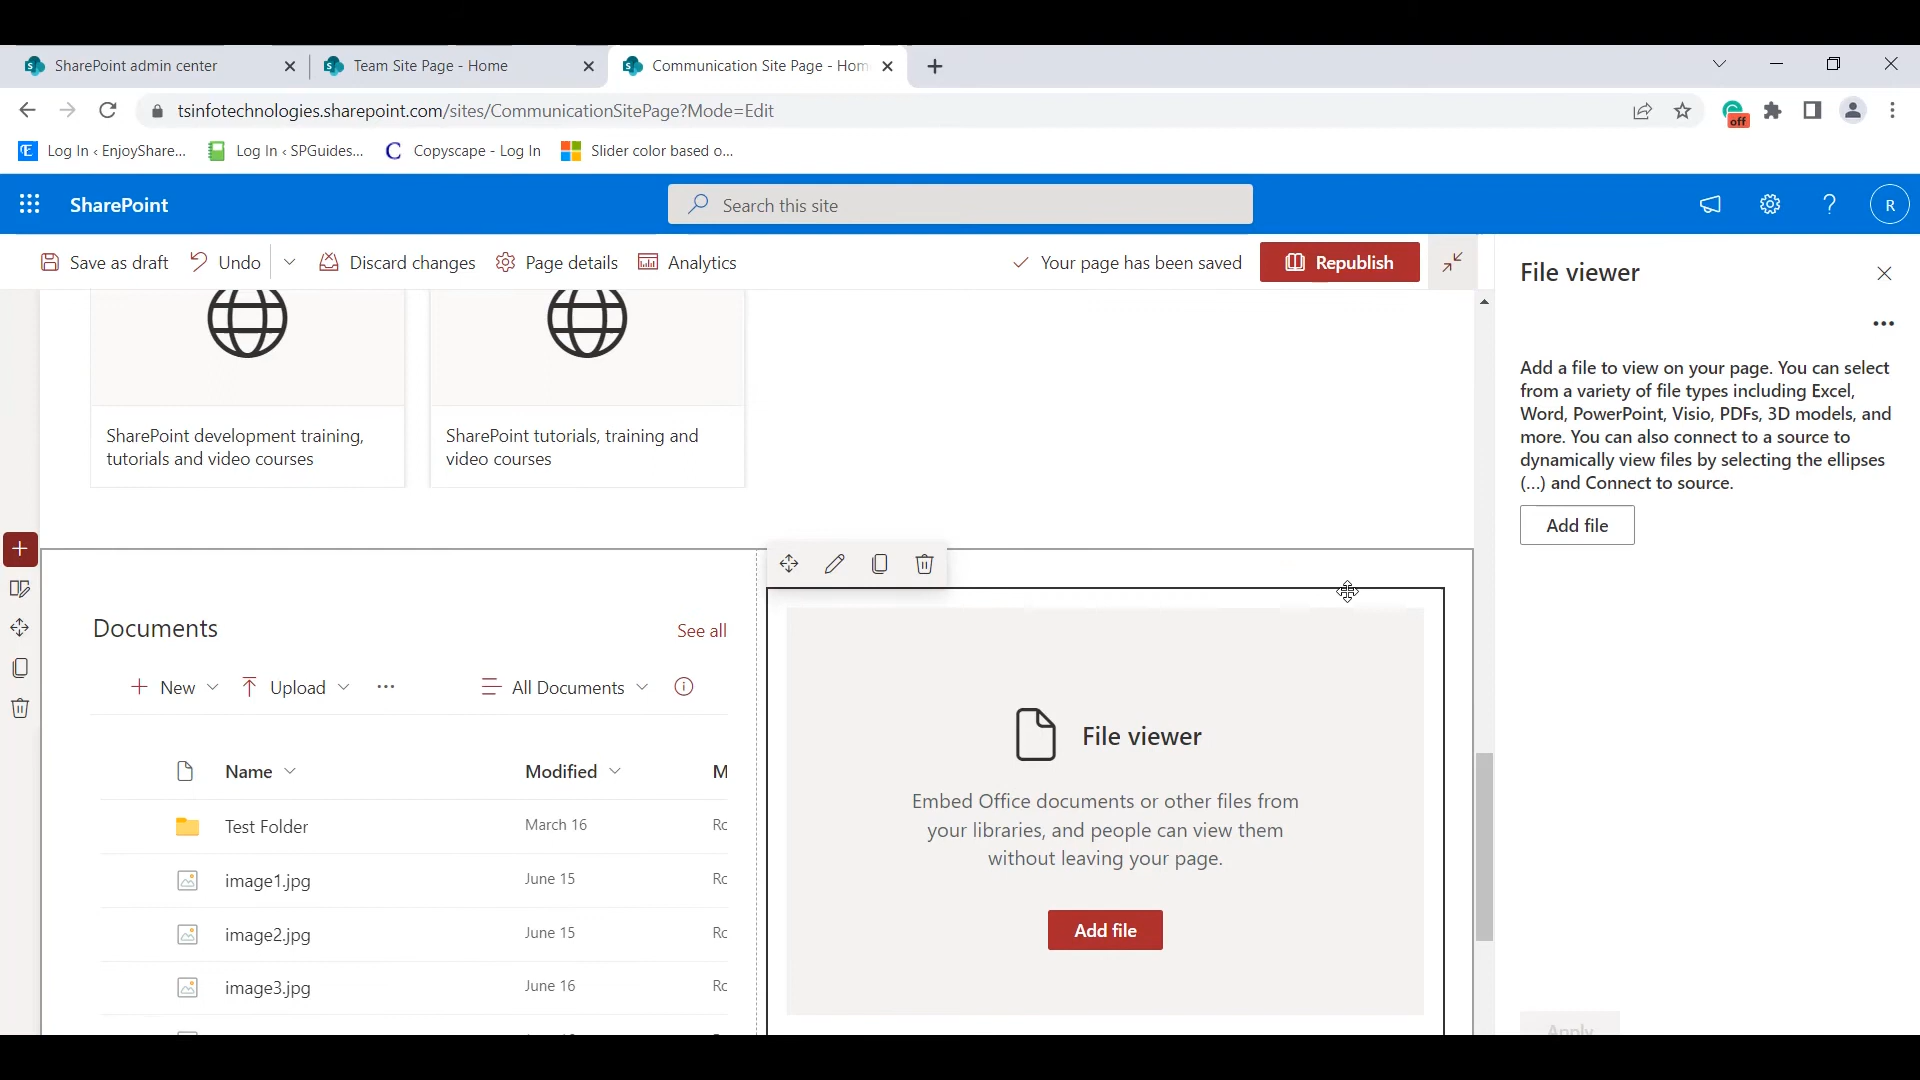 SharePoint admin center
Team Site Page - Home
Communication Site Page - Hom
tsinfotechnologies.sharepoint.com/sites/CommunicationSitePage?Mode=Edit
off
Log In ‹ EnjoyShare...
Log In ‹ SPGuides...
Copyscape - Log In
Slider color based o...
SharePoint
Search this site
R
Save as draft
Undo
Discard changes
Page details
Analytics
Your page has been saved
Republish
File viewer
Add a file to view on your page. You can select
from a variety of file types including Excel,
Word, PowerPoint, Visio, PDFs, 3D models, and
more. You can also connect to a source to
dynamically view files by selecting the ellipses
(...) and Connect to source.
Add file
Apply
SharePoint development training,
tutorials and video courses
SharePoint tutorials, training and
video courses
Documents
See all
New
Upload
All Documents
Name
Modified
M
Test Folder
March 16
Rc
image1.jpg
June 15
Rc
image2.jpg
June 15
Rc
image3.jpg
June 16
Rc
File viewer
Embed Office documents or other files from
your libraries, and people can view them
without leaving your page.
Add file